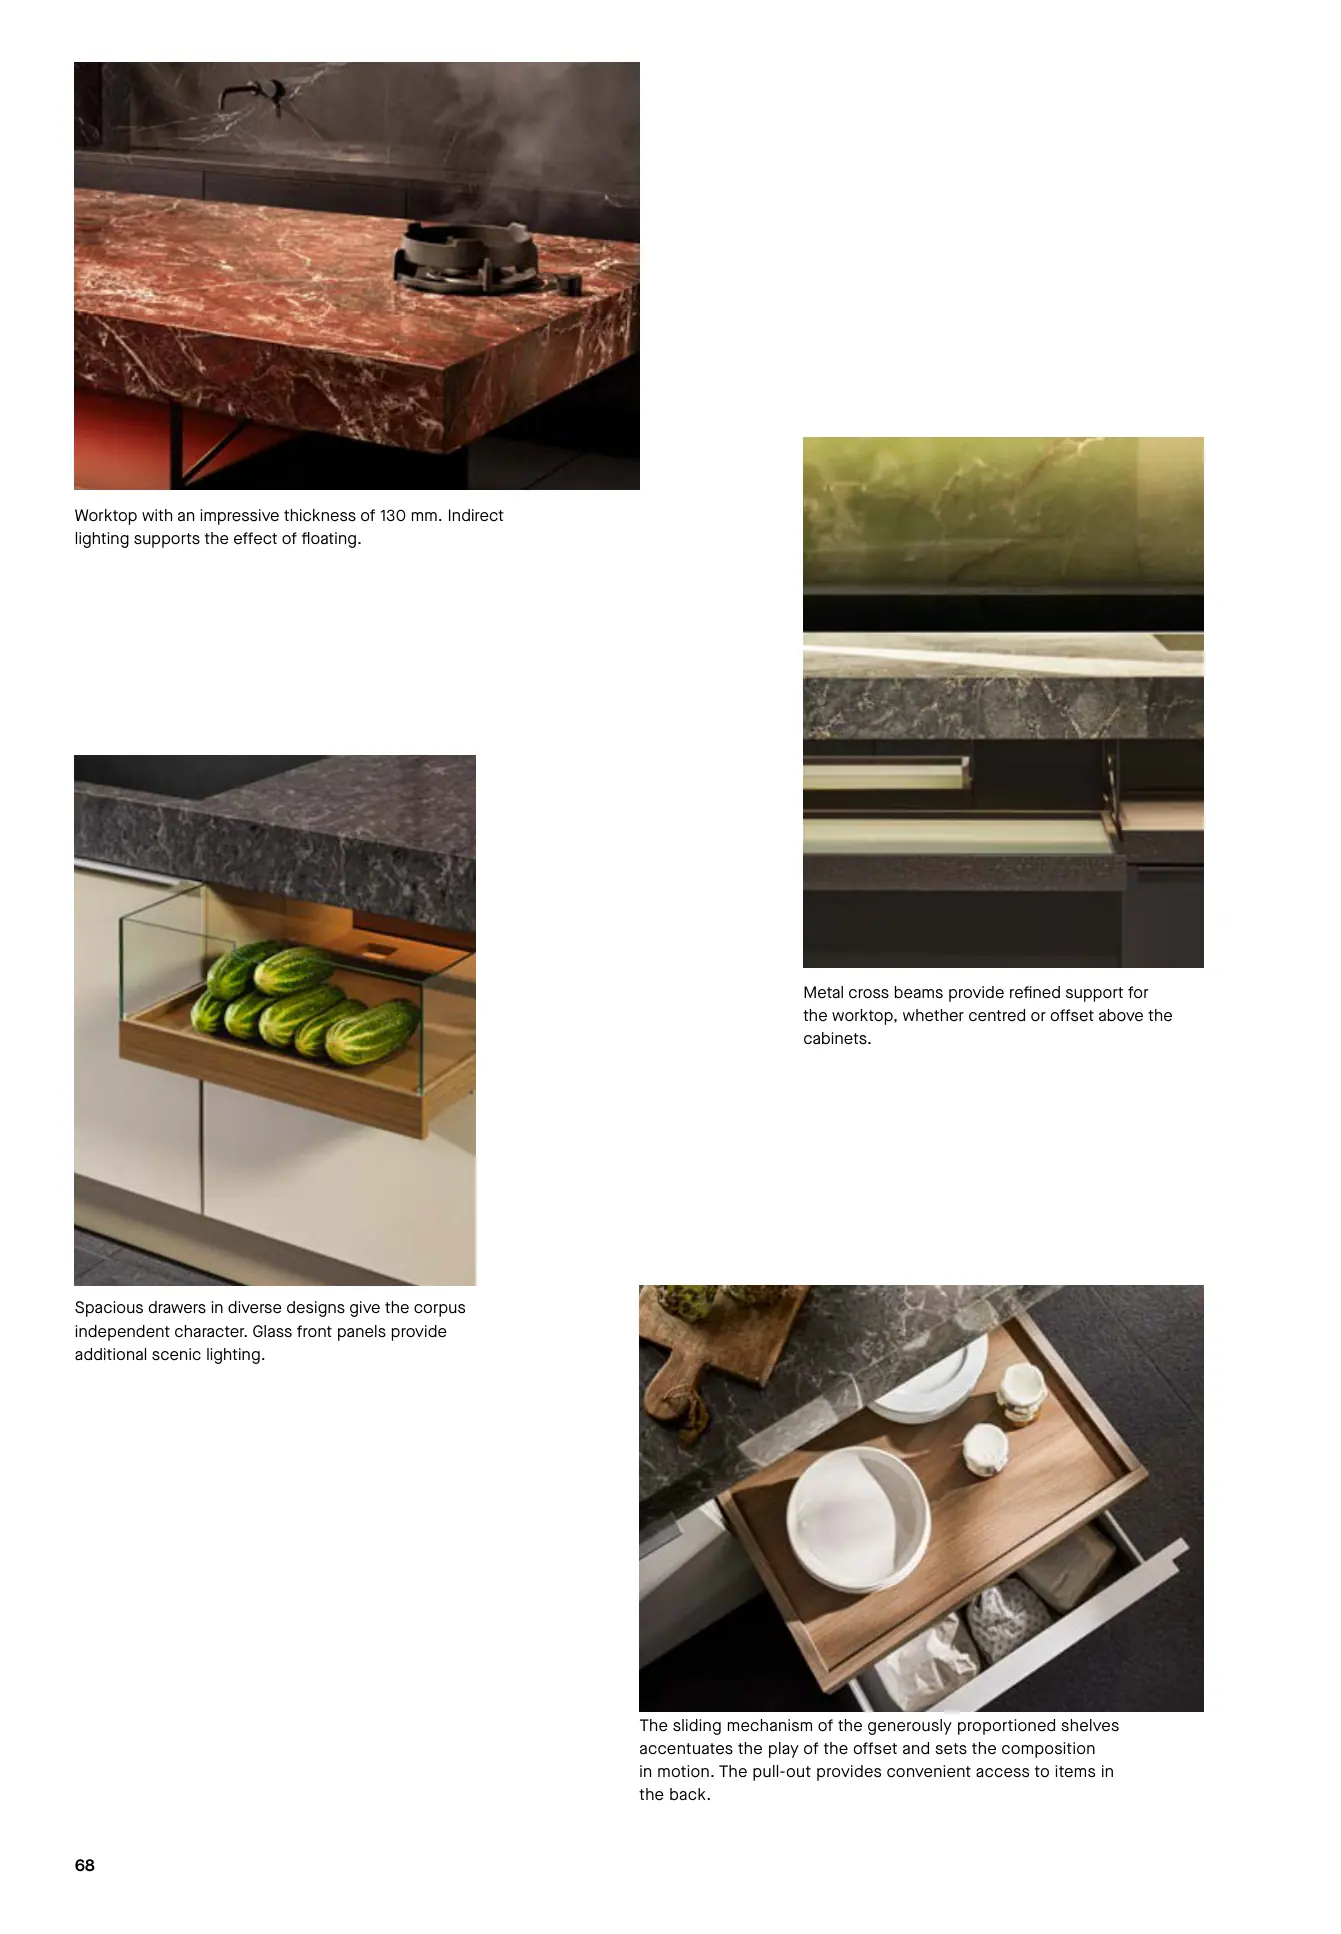 Worktop with an impressive thickness of 130 mm. Indirect
lighting supports the effect of floating.
Metal cross beams provide refined support for
the worktop, whether centred or offset above the
cabinets.
Spacious drawers in diverse designs give the corpus
independent character. Glass front panels provide
additional scenic lighting.
The sliding mechanism of the generously proportioned shelves
accentuates the play of the offset and sets the composition
in motion. The pull-out provides convenient access to items in
the back.
68